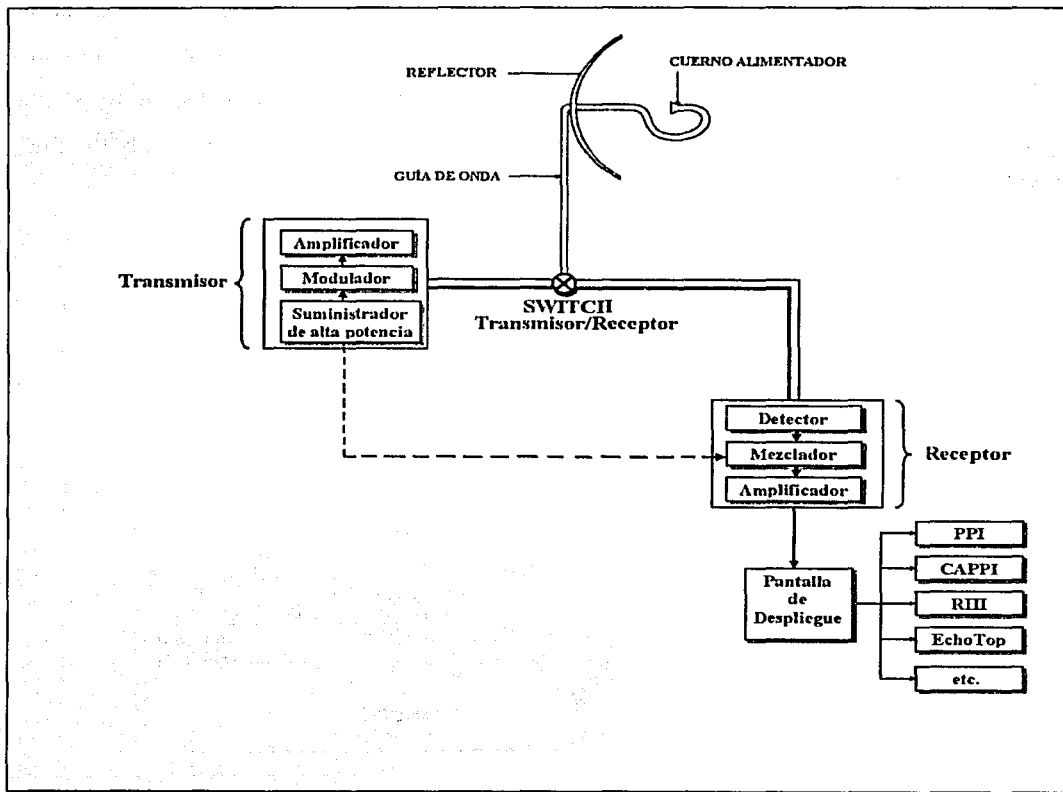 REFLECTOR
CUERNO ALIMENTADOR
GUÍA DE ONDA
Transmisor
Amplificador
Modulador
Suministrador
de alta potencia
SWITCH
Transmisor/Receptor
Detector
Mezclador
Amplificador
Receptor
Pantalla
de
Despliegue
PPI
CAPPI
RHI
EchoTop
etc.